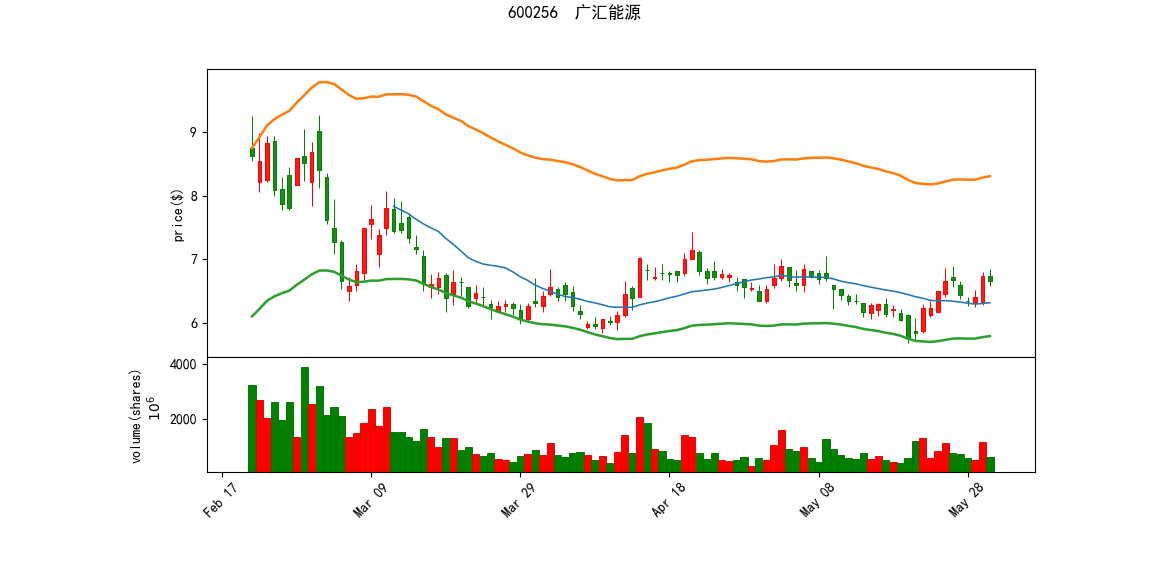 600256 广汇能源
price($)
9
8
7
6
volume(shares)
10^6
4000
2000
Feb 17
Mar 09
Mar 29
Apr 18
May 08
May 28